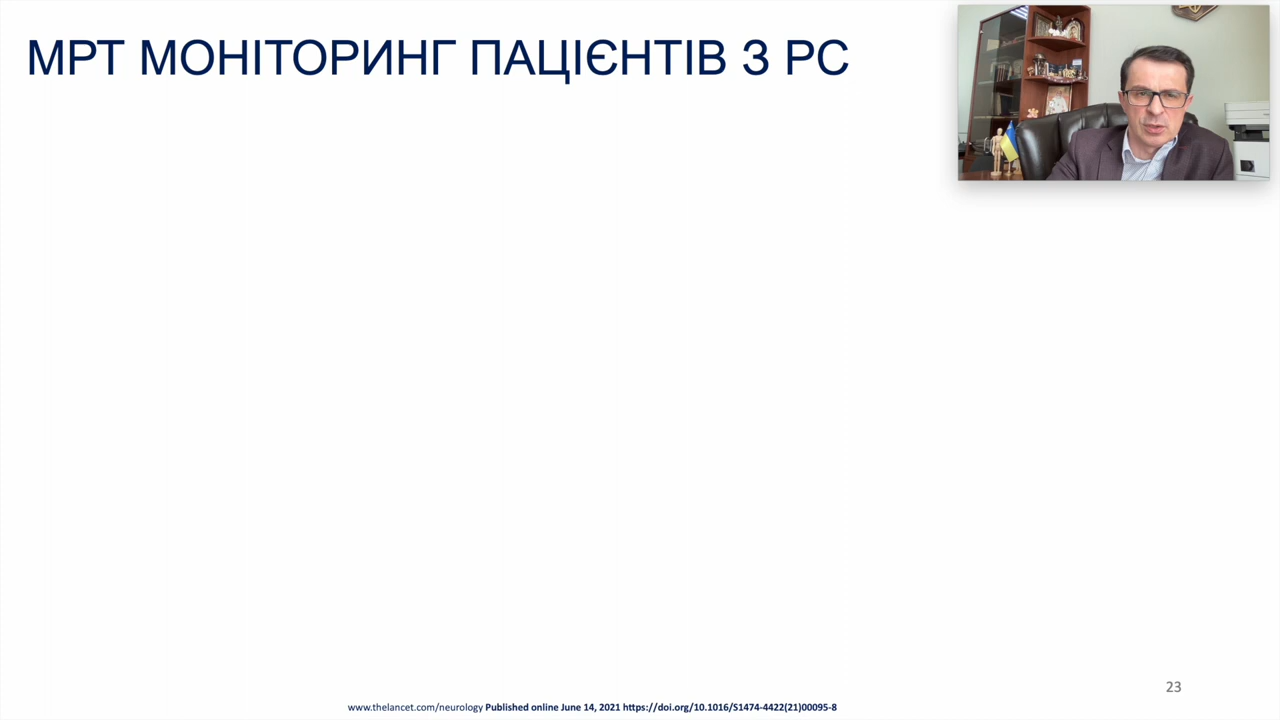 МРТ МОНІТОРИНГ ПАЦІЄНТІВ З РС
23
www.thelancet.com/neurology Published online June 14, 2021 https://doi.org/10.1016/S1474-4422(21)00095-8